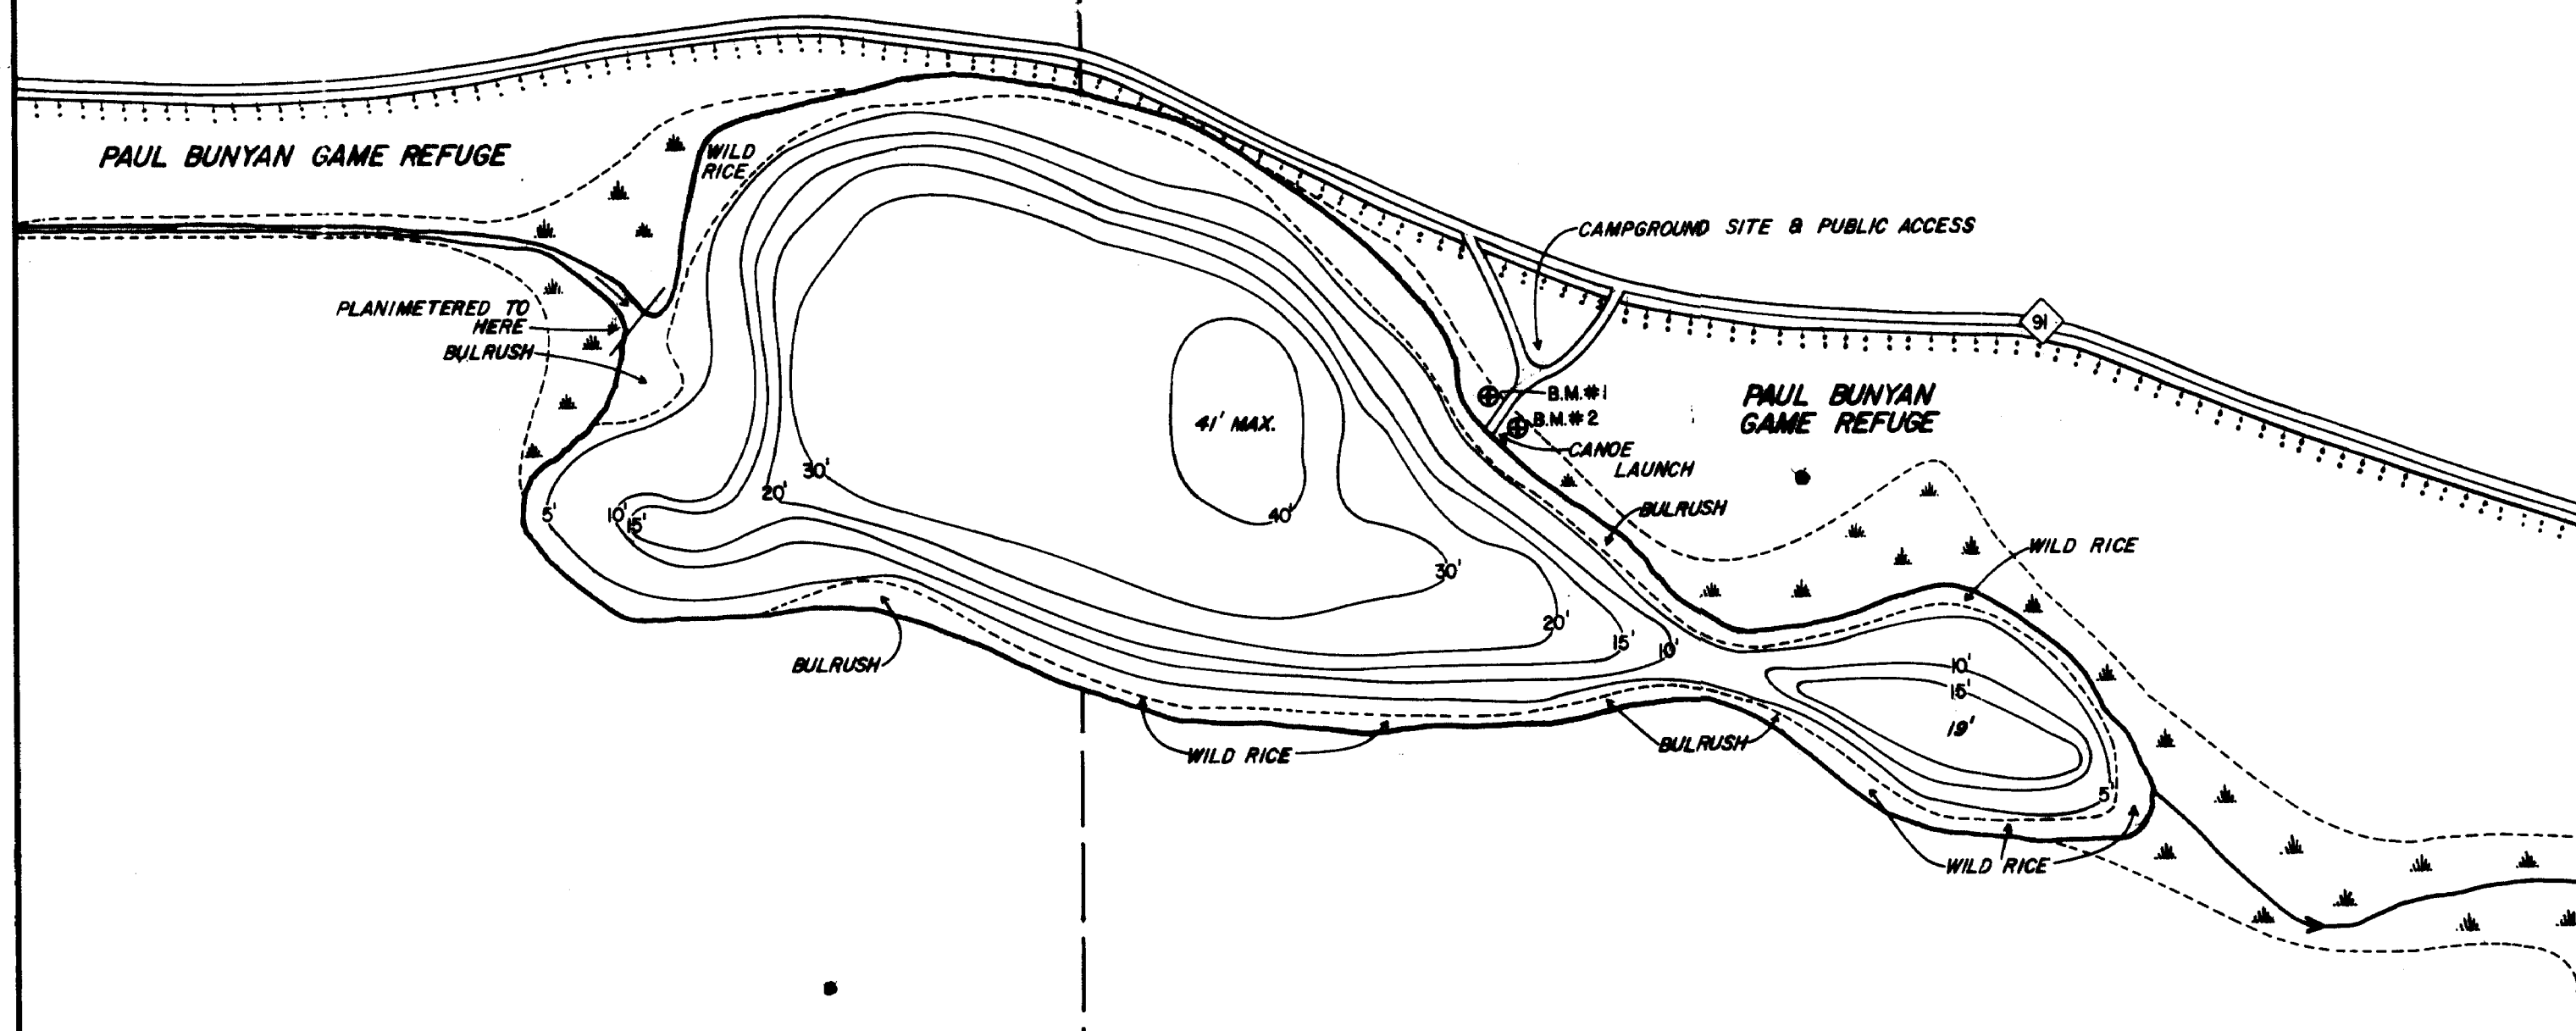 PAUL BUNYAN GAME REFUGE
WILD
RICE
CAMPGROUND SITE & PUBLIC ACCESS
PLANIMETERED TO
HERE
BULRUSH
91
B.M.#1
B.M.#2
CANOE
LAUNCH
PAUL BUNYAN
GAME REFUGE
41' MAX.
30'
20'
5'
10'
15'
40'
BULRUSH
WILD RICE
30'
20'
15'
10'
BULRUSH
10'
15'
19'
WILD RICE
BULRUSH
5'
WILD RICE